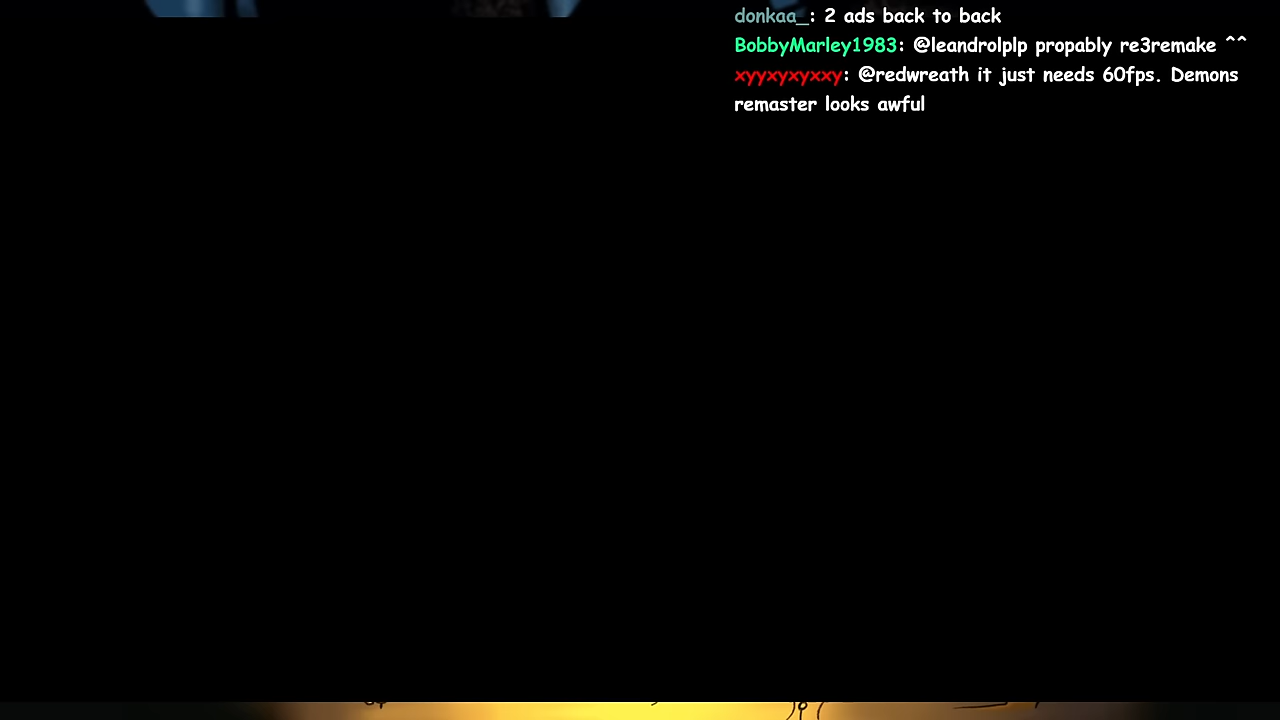 donkaa_: 2 ads back to back
BobbyMarley1983: @leandrolplp propably re3remake ^^
xyyxyxyxxy: @redwreath it just needs 60fps. Demons
remaster looks awful